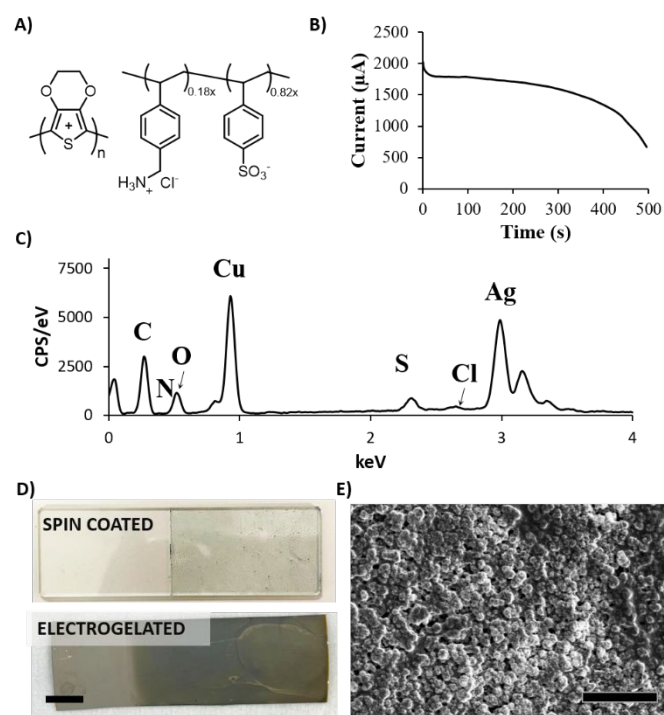 A)
O
O
S
+
n
0.18x
0.82x
H3N
+
Cl-
SO3-
B)
Current (µA)
2500
2000
1500
1000
500
0
0 100 200 300 400 500
Time (s)
C)
CPS/eV
7500
5000
2500
0
C
N
O
Cu
S
Cl
Ag
0 1 2 3 4
keV
D)
SPIN COATED
ELECTROGELATED
E)